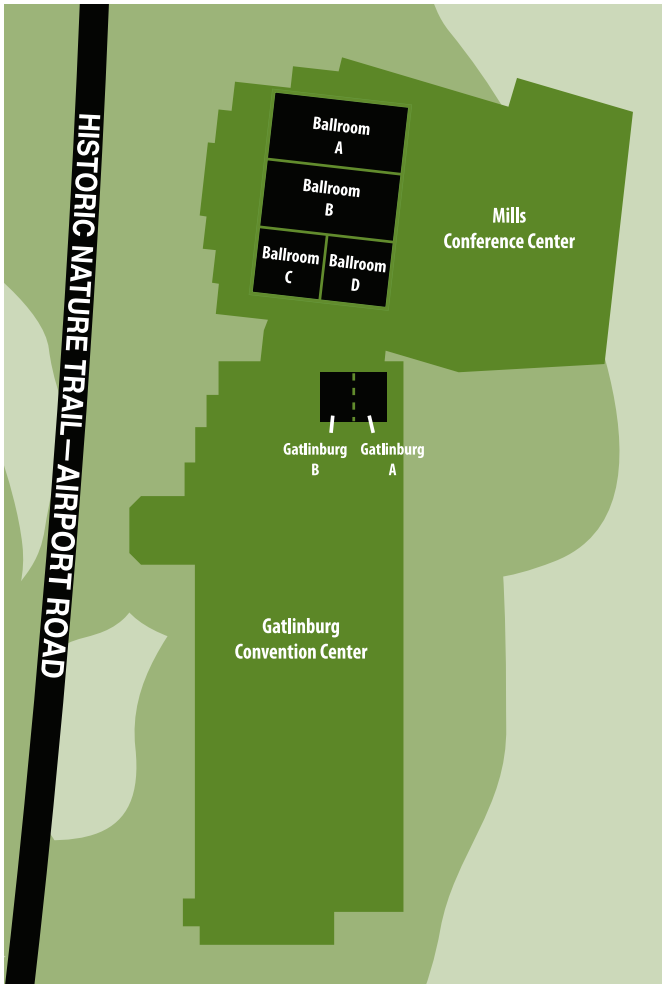 HISTORIC NATURE TRAIL—AIRPORT ROAD
Ballroom
A
Ballroom
B
Ballroom
C
Ballroom
D
Mills
Conference Center
Gatlinburg
B
Gatlinburg
A
Gatlinburg
Convention Center